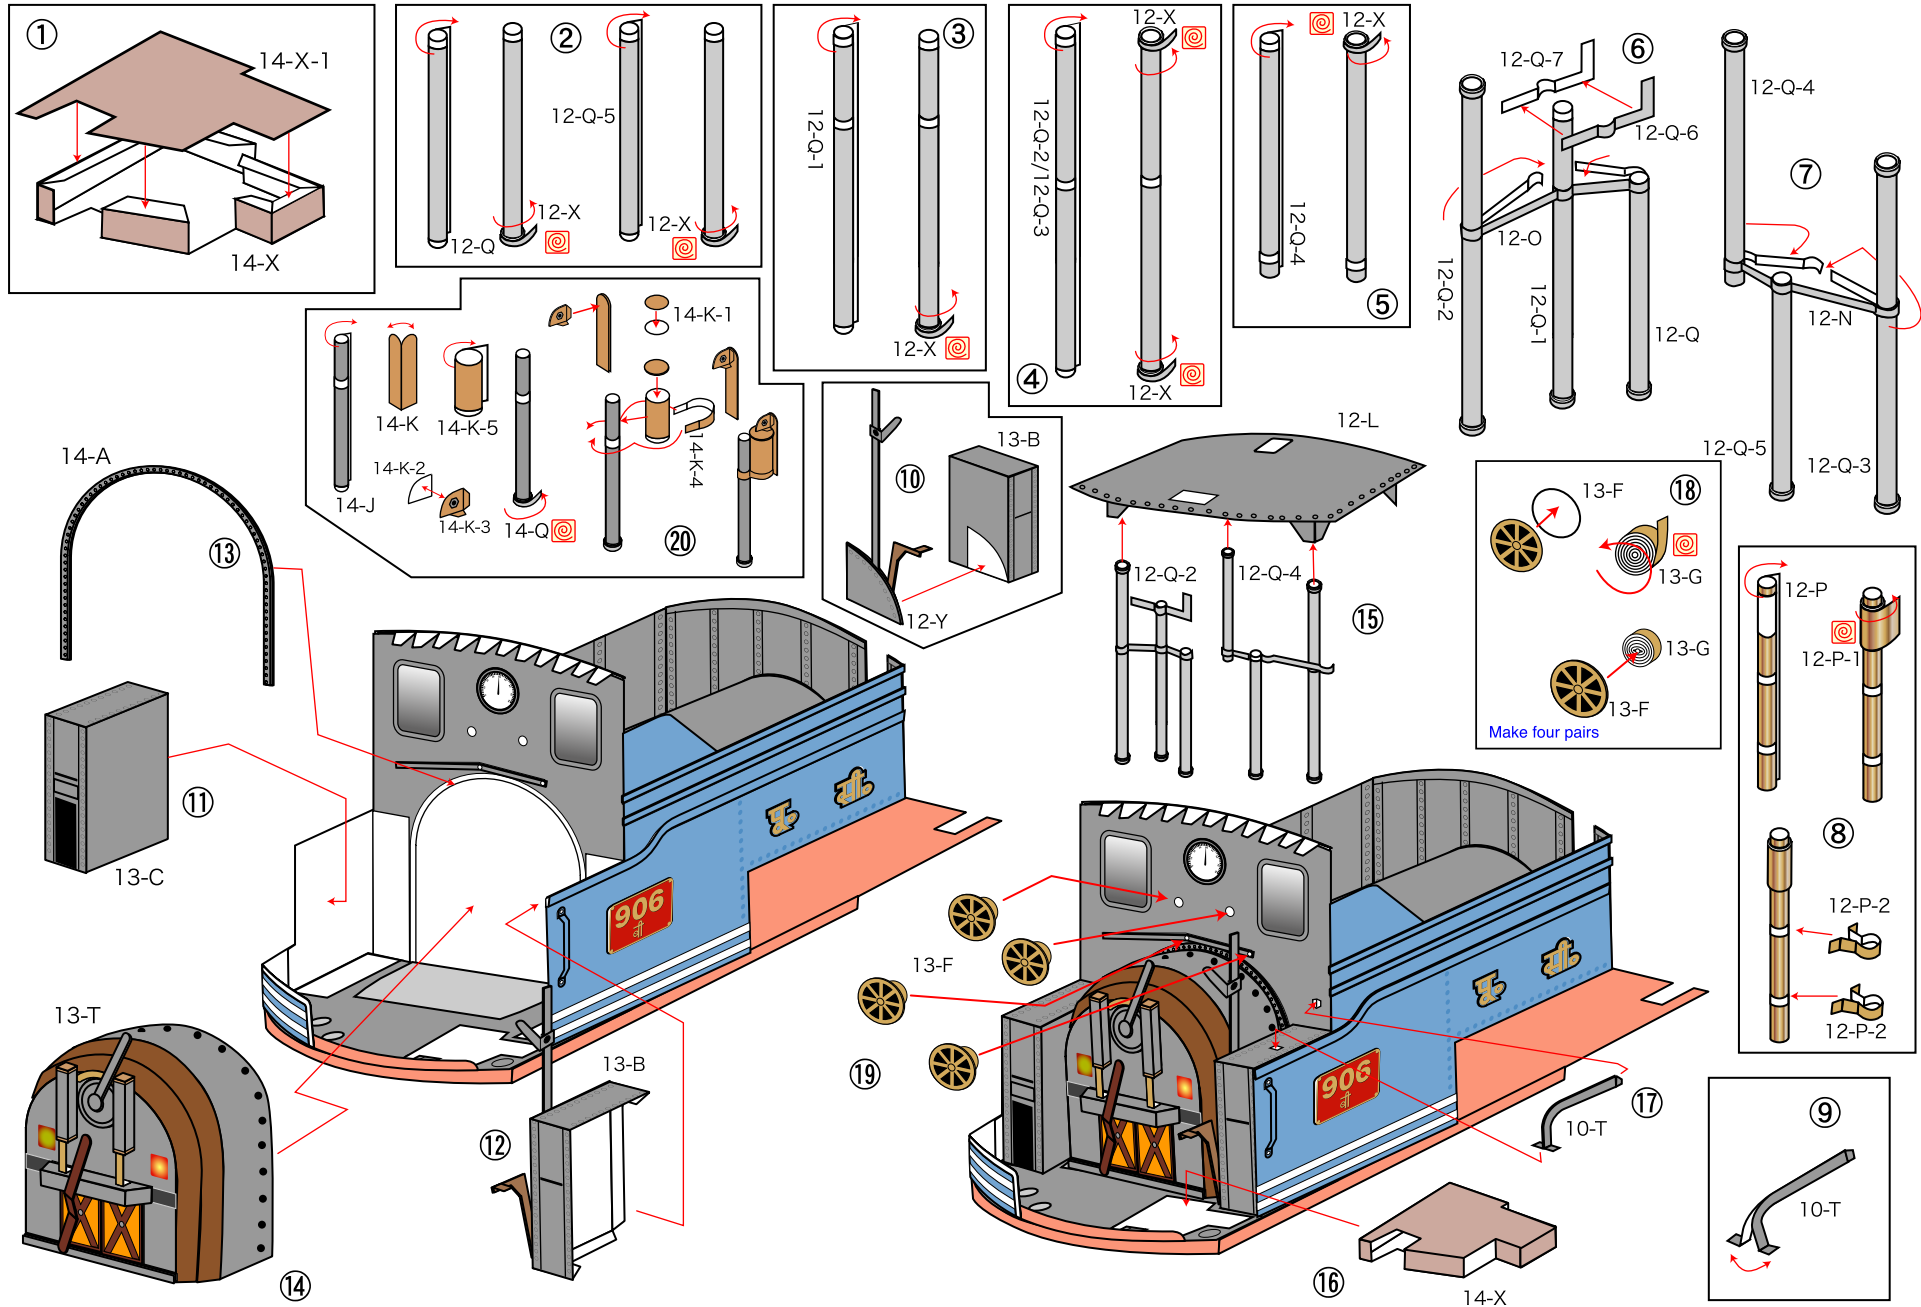 ①
14-X-1
14-X
②
12-Q
12-X
12-Q-5
12-X
③
12-Q-1
12-X
④
12-Q-2/12-Q-3
12-X
12-X
⑤
12-X
12-Q-4
⑥
12-Q-7
12-Q-6
12-O
12-Q-2
12-Q-1
12-Q
⑦
12-Q-4
12-N
12-Q-5
12-Q-3
⑳
14-J
14-K
14-K-5
14-K-2
14-K-3
14-Q
14-K-1
14-K-4
⑩
13-B
12-Y
12-L
12-Q-2
12-Q-4
⑮
⑱
13-F
13-G
13-G
13-F
Make four pairs
12-P
12-P-1
⑧
12-P-2
12-P-2
⑨
10-T
14-A
⑬
⑪
13-C
13-T
⑭
906
श्री
⑫
13-B
13-F
⑲
906
श्री
⑰
10-T
⑯
14-X